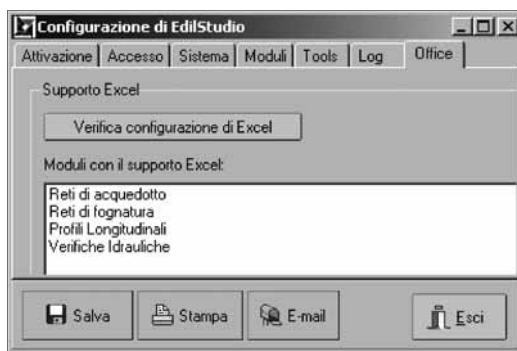 Configurazione di EdilStudio
Attivazione Accesso Sistema Moduli Tools Log Office
Supporto Excel
Verifica configurazione di Excel
Moduli con il supporto Excel:
Reti di acquedotto
Reti di fognatura
Profili Longitudinali
Verifiche Idrauliche
Salva Stampa E-mail Esci